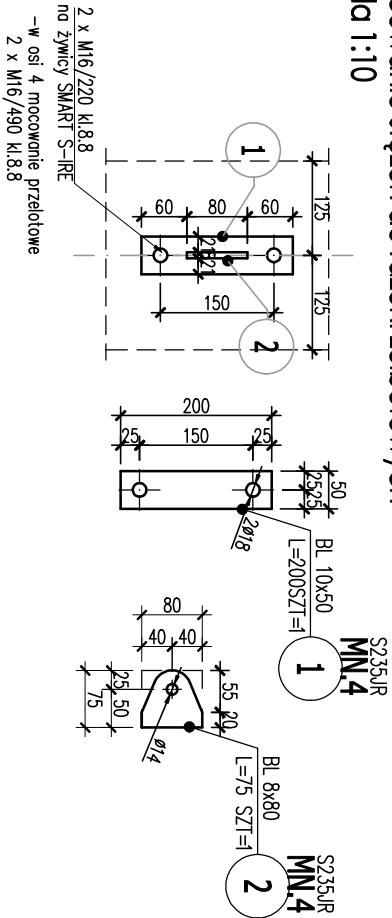 1:10
125
125
60
80
60
21
8
21
150
1
2
2 x M16/220 kl.8.8
na żywicy SMART S-IRE
-w osi 4 mocowanie przelotowe
2 x M16/490 kl.8.8
200
25
150
25
50
25
25
2ø18
BL 10x50
L=200SZT=1
1
S235JR
MN.4
80
40
40
55
20
25
50
75
ø14
BL 8x80
L=75 SZT=1
2
S235JR
MN.4